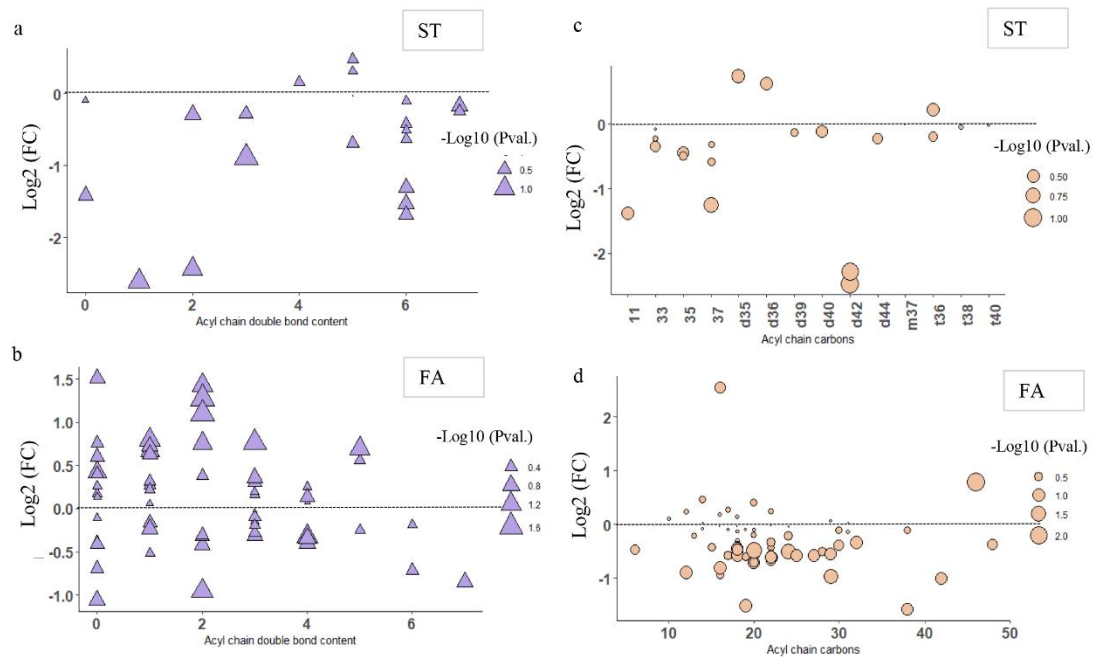 a
ST
Log2 (FC)
0
-1
-2
0
2
4
6
Acyl chain double bond content
-Log10 (Pval.)
0.5
1.0
c
ST
Log2 (FC)
0
-1
-2
11
33
35
37
d35
d36
d39
d40
d42
d44
m37
t36
t38
t40
Acyl chain carbons
-Log10 (Pval.)
0.50
0.75
1.00
b
FA
Log2 (FC)
1.5
1.0
0.5
0.0
-0.5
-1.0
0
2
4
6
Acyl chain double bond content
-Log10 (Pval.)
0.4
0.8
1.2
1.6
d
FA
Log2 (FC)
2
1
0
-1
10
20
30
40
50
Acyl chain carbons
-Log10 (Pval.)
0.5
1.0
1.5
2.0